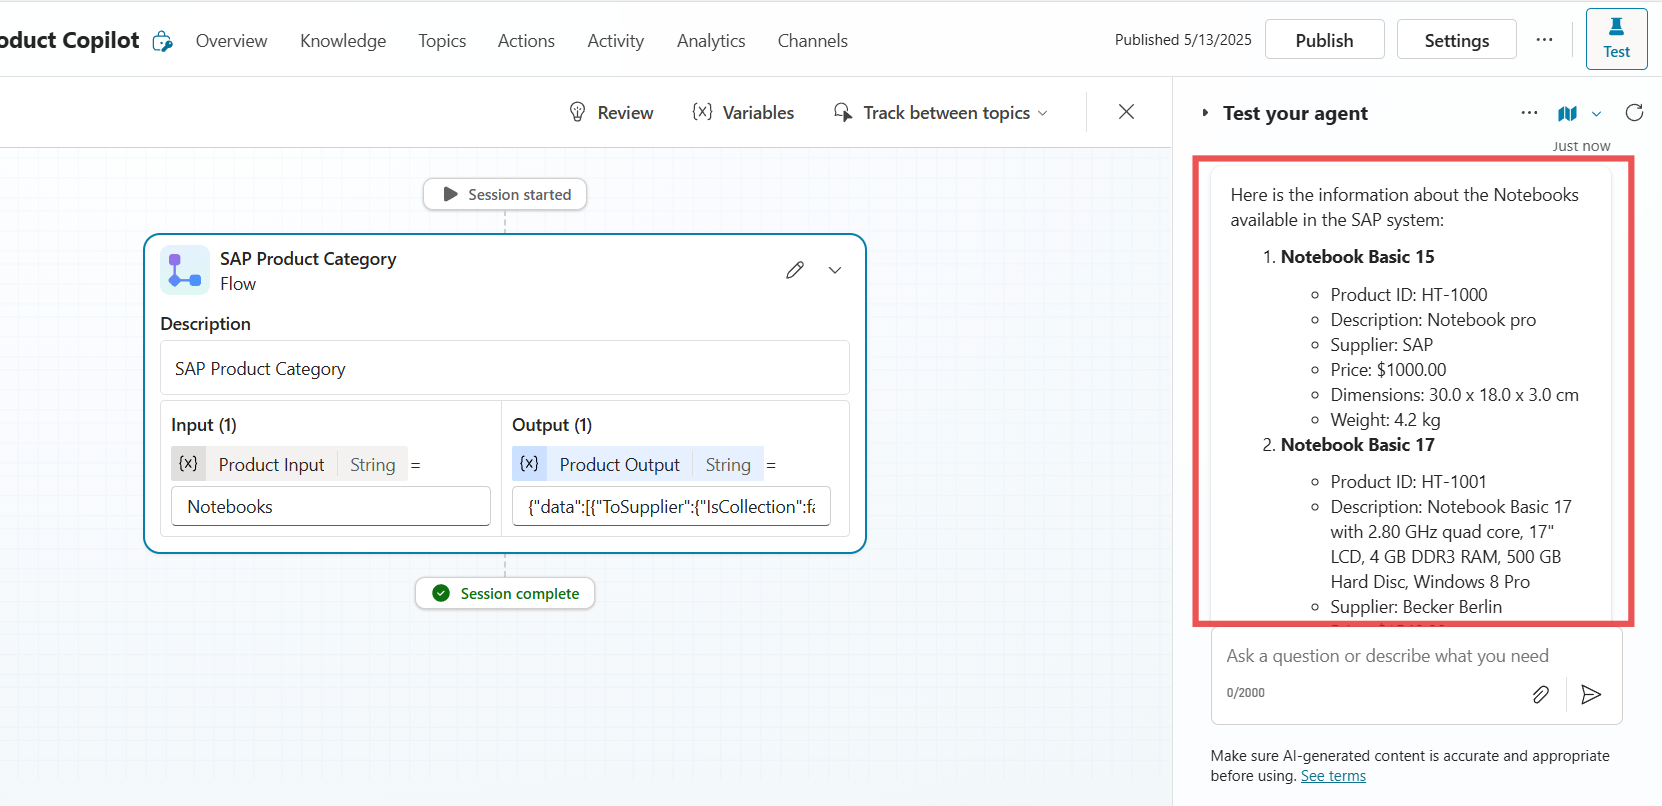 oduct Copilot Overview Knowledge Topics Actions Activity Analytics Channels Published 5/13/2025 Publish Settings ... Test
Review {x} Variables Track between topics
Test your agent ...
Just now
Session started
SAP Product Category
Flow
Description
SAP Product Category
Input (1)
{x} Product Input String =
Notebooks
Output (1)
{x} Product Output String =
{"data":[{"ToSupplier":{"IsCollection":fa
Session complete
Here is the information about the Notebooks
available in the SAP system:
1. Notebook Basic 15
Product ID: HT-1000
Description: Notebook pro
Supplier: SAP
Price: $1000.00
Dimensions: 30.0 x 18.0 x 3.0 cm
Weight: 4.2 kg
2. Notebook Basic 17
Product ID: HT-1001
Description: Notebook Basic 17
with 2.80 GHz quad core, 17"
LCD, 4 GB DDR3 RAM, 500 GB
Hard Disc, Windows 8 Pro
Supplier: Becker Berlin
Ask a question or describe what you need
0/2000
Make sure AI-generated content is accurate and appropriate
before using. See terms